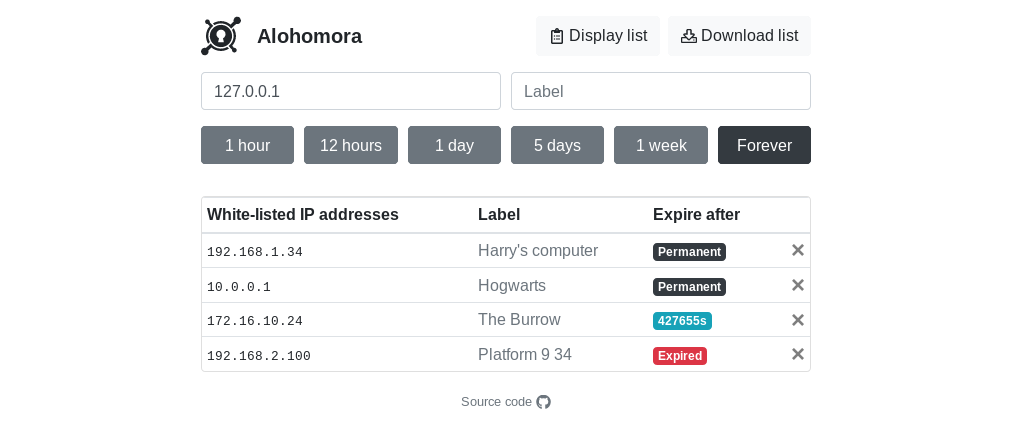 Alohomora Display list Download list
127.0.0.1 Label
1 hour 12 hours 1 day 5 days 1 week Forever
White-listed IP addresses Label Expire after
192.168.1.34 Harry's computer Permanent
10.0.0.1 Hogwarts Permanent
172.16.10.24 The Burrow 427655s
192.168.2.100 Platform 9 34 Expired
Source code